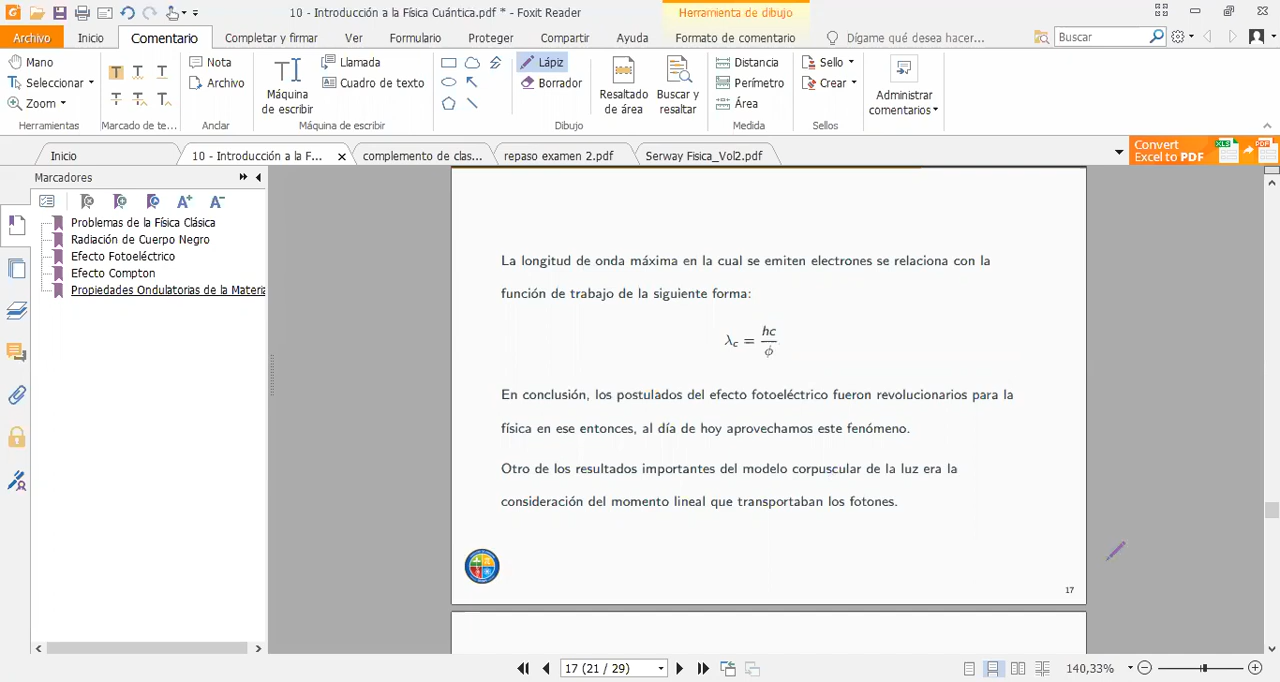 10 - Introducción a la Física Cuántica.pdf * - Foxit Reader
Herramienta de dibujo
Archivo
Inicio
Comentario
Completar y firmar
Ver
Formulario
Proteger
Compartir
Ayuda
Formato de comentario
Dígame qué desea hacer...
Buscar
Mano
Seleccionar
Zoom
Herramientas
Marcado de te...
Nota
Archivo
Andar
Máquina
de escribir
Llamada
Cuadro de texto
Máquina de escribir
Lápiz
Borrador
Dibujo
Resaltado
de área
Buscar y
resaltar
Distancia
Perímetro
Área
Medida
Sello
Crear
Sellos
Administrar
comentarios
Inicio
10 - Introducción a la F...
complemento de clas...
repaso examen 2.pdf
Serway Fisica_Vol2.pdf
Convert
Excel to PDF
Marcadores
Problemas de la Física Clásica
Radiación de Cuerpo Negro
Efecto Fotoeléctrico
Efecto Compton
Propiedades Ondulatorias de la Materia
La longitud de onda máxima en la cual se emiten electrones se relaciona con la
función de trabajo de la siguiente forma:
λc = hc/ϕ
En conclusión, los postulados del efecto fotoeléctrico fueron revolucionarios para la
física en ese entonces, al día de hoy aprovechamos este fenómeno.
Otro de los resultados importantes del modelo corpuscular de la luz era la
consideración del momento lineal que transportaban los fotones.
17
17 (21 / 29)
140,33%